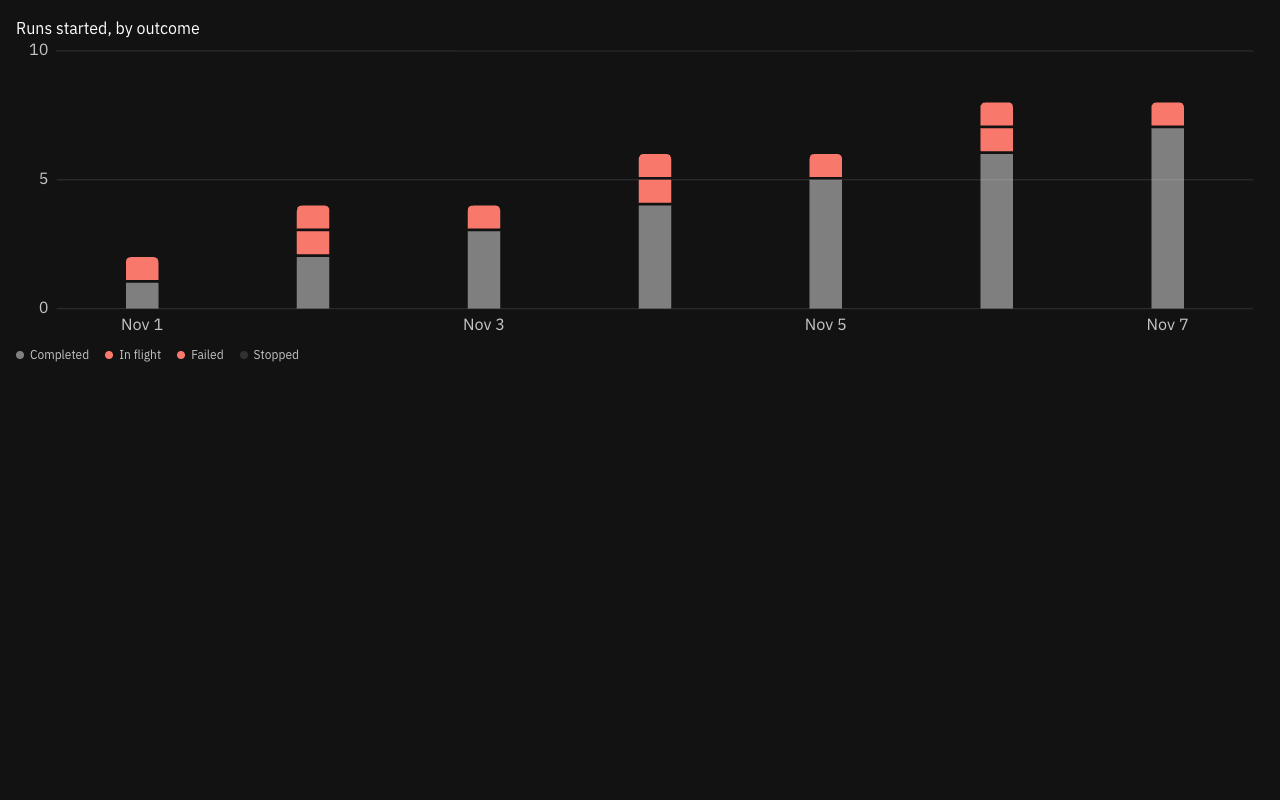 Runs started, by outcome
10
5
0
Nov 1 Nov 3 Nov 5 Nov 7
Completed In flight Failed Stopped